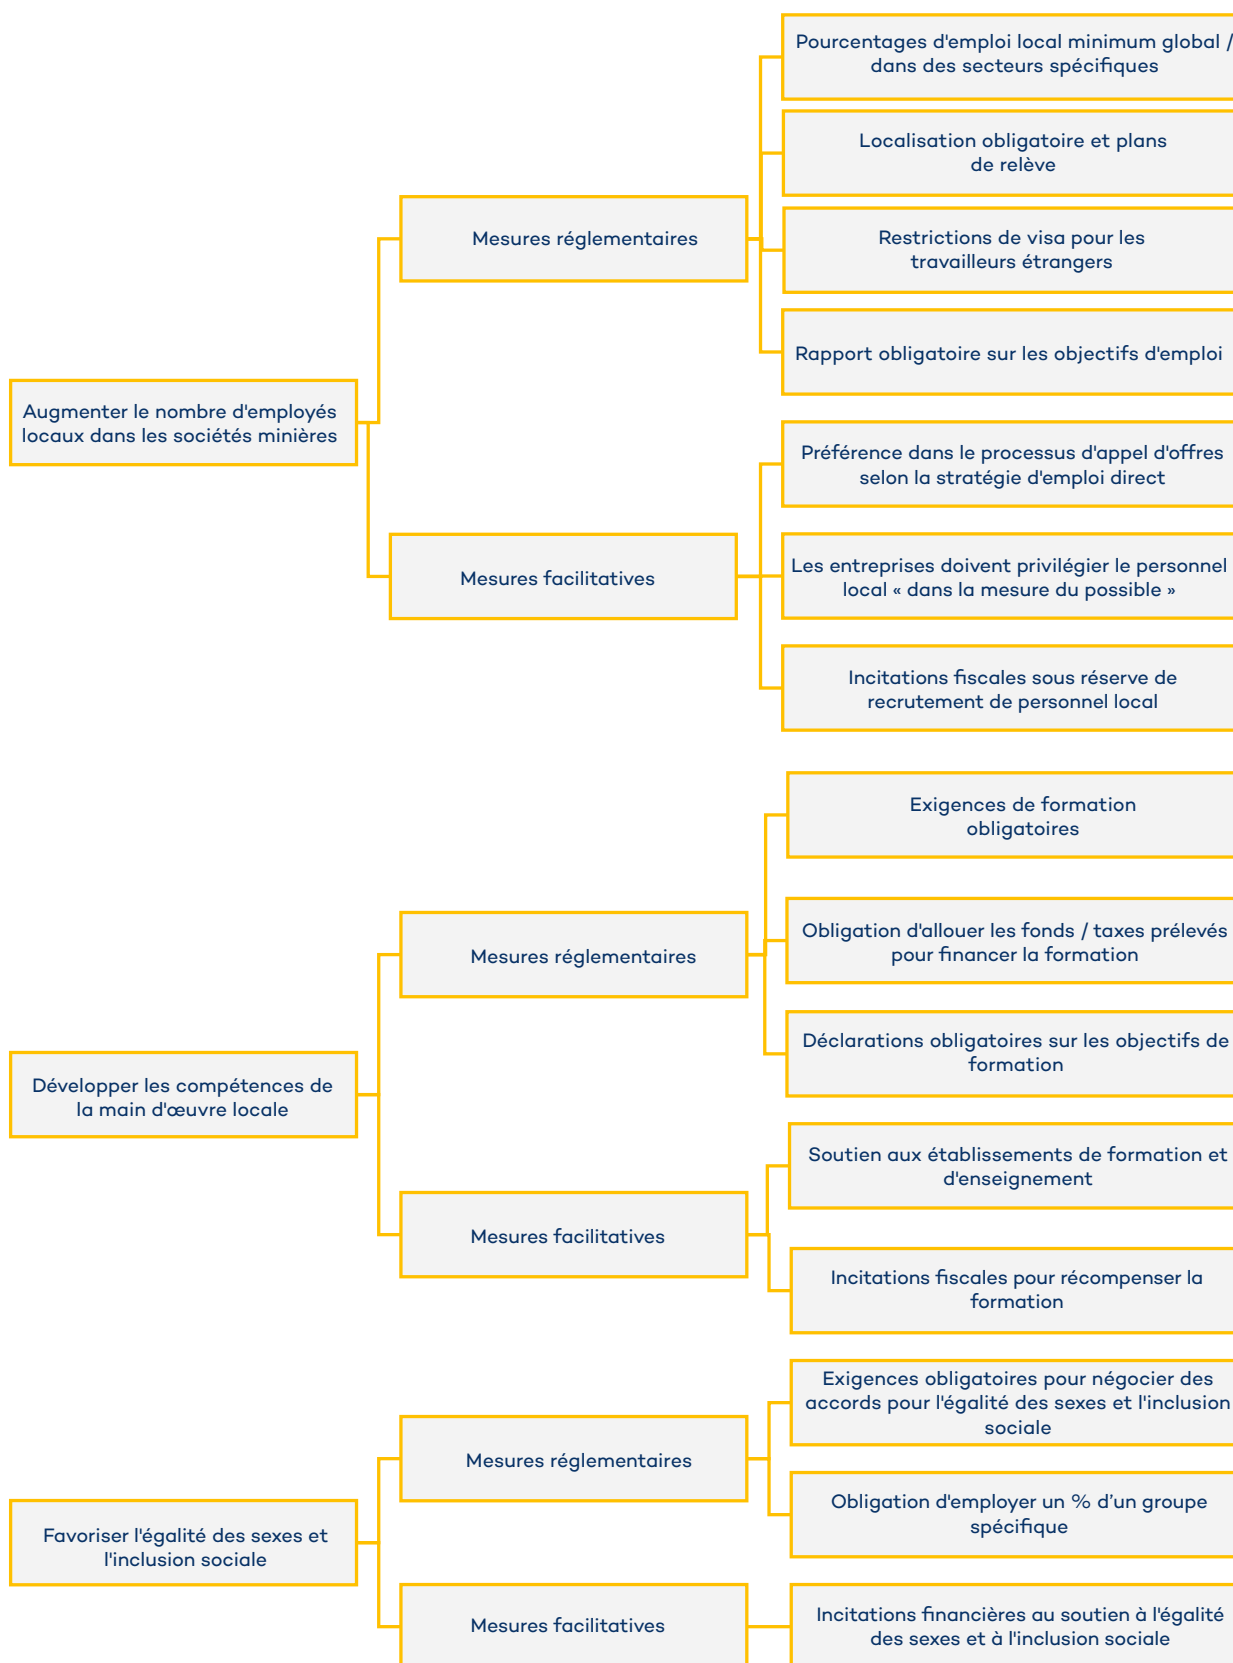 Augmenter le nombre d'employés
locaux dans les sociétés minières
Mesures réglementaires
Pourcentages d'emploi local minimum global /
dans des secteurs spécifiques
Localisation obligatoire et plans
de relève
Restrictions de visa pour les
travailleurs étrangers
Rapport obligatoire sur les objectifs d'emploi
Mesures facilitatives
Préférence dans le processus d'appel d'offres
selon la stratégie d'emploi direct
Les entreprises doivent privilégier le personnel
local « dans la mesure du possible »
Incitations fiscales sous réserve de
recrutement de personnel local
Développer les compétences de
la main d'œuvre locale
Mesures réglementaires
Exigences de formation
obligatoires
Obligation d'allouer les fonds / taxes prélevés
pour financer la formation
Déclarations obligatoires sur les objectifs de
formation
Mesures facilitatives
Soutien aux établissements de formation et
d'enseignement
Incitations fiscales pour récompenser la
formation
Favoriser l'égalité des sexes et
l'inclusion sociale
Mesures réglementaires
Exigences obligatoires pour négocier des
accords pour l'égalité des sexes et l'inclusion
sociale
Obligation d'employer un % d’un groupe
spécifique
Mesures facilitatives
Incitations financières au soutien à l'égalité
des sexes et à l'inclusion sociale